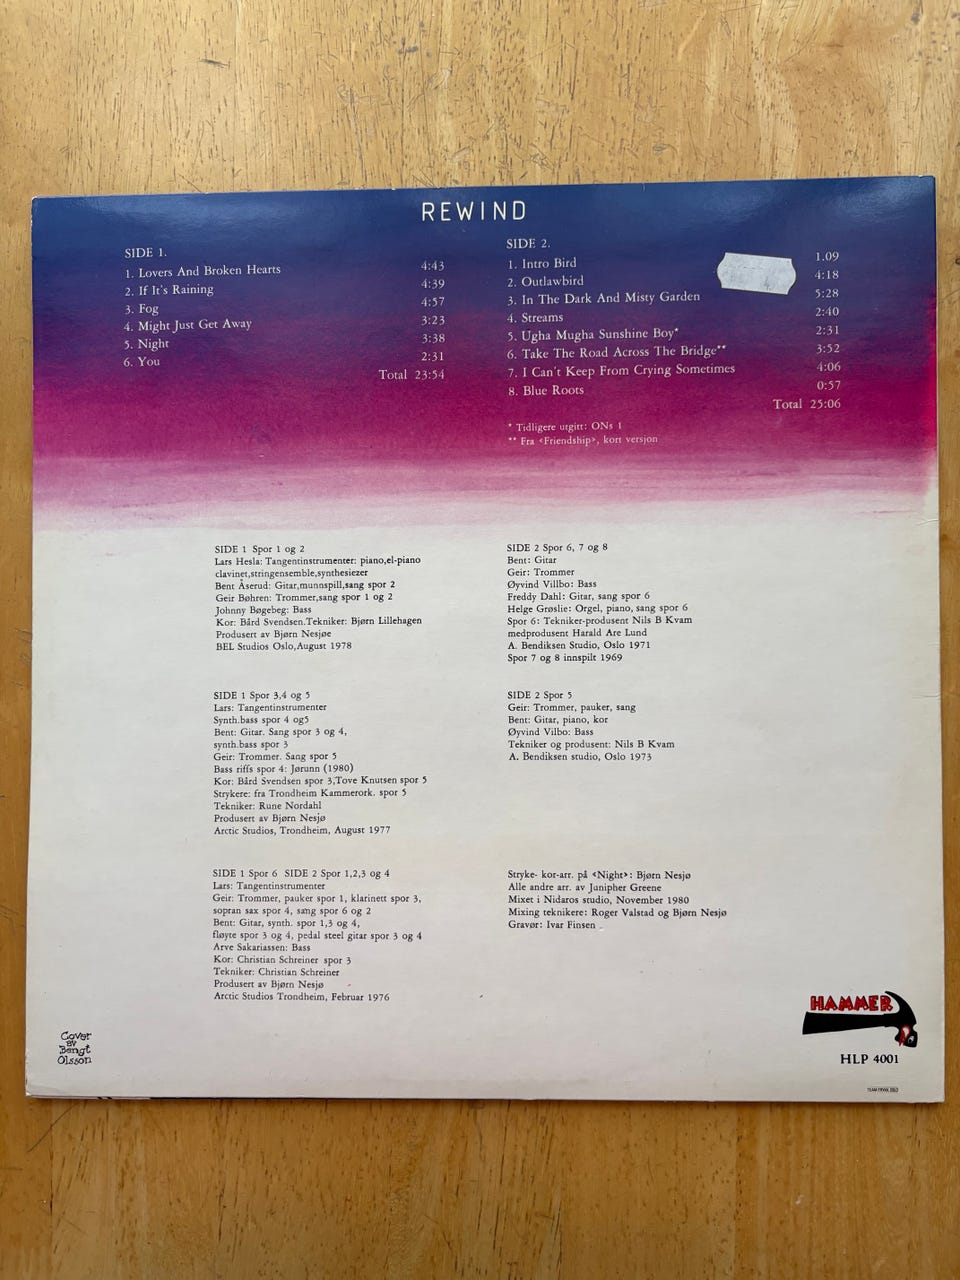 REWIND
SIDE 1.
1. Lovers And Broken Hearts 4:43
2. If It's Raining 4:39
3. Fog 4:57
4. Might Just Get Away 3:23
5. Night 3:38
6. You 2:31
Total 23:54
SIDE 2.
1. Intro Bird 1.09
2. Outlawbird 4:18
3. In The Dark And Misty Garden 5:28
4. Streams 2:40
5. Ugha Mugha Sunshine Boy* 2:31
6. Take The Road Across The Bridge** 3:52
7. I Can't Keep From Crying Sometimes 4:06
8. Blue Roots 0:57
Total 25:06
* Tidligere utgitt: ONs 1
** Fra <Friendship>, kort versjon
SIDE 1 Spor 1 og 2
Lars Hesla: Tangentinstrumenter: piano,el-piano
clavinet,stringensemble,synthesiezer
Bent Åserud: Gitar,munnspill,sang spor 2
Geir Bøhren: Trommer,sang spor 1 og 2
Johnny Bøgebeg: Bass
Kor: Bård Svendsen.Tekniker: Bjørn Lillehagen
Produsert av Bjørn Nesjøe
BEL Studios Oslo,August 1978
SIDE 1 Spor 3,4 og 5
Lars: Tangentinstrumenter
Synth.bass spor 4 og5
Bent: Gitar. Sang spor 3 og 4,
synth.bass spor 3
Geir: Trommer. Sang spor 5
Bass riffs spor 4: Jørunn (1980)
Kor: Bård Svendsen spor 3,Tove Knutsen spor 5
Strykere: fra Trondheim Kammerork. spor 5
Tekniker: Rune Nordahl
Produsert av Bjørn Nesjø
Arctic Studios, Trondheim, August 1977
SIDE 1 Spor 6 SIDE 2 Spor 1,2,3 og 4
Lars: Tangentinstrumenter
Geir: Trommer, pauker spor 1, klarinett spor 3,
sopran sax spor 4, sang spor 6 og 2
Bent: Gitar, synth. spor 1,3 og 4,
fløyte spor 3 og 4, pedal steel gitar spor 3 og 4
Arve Sakariassen: Bass
Kor: Christian Schreiner spor 3
Tekniker: Christian Schreiner
Produsert av Bjørn Nesjø
Arctic Studios Trondheim, Februar 1976
SIDE 2 Spor 6, 7 og 8
Bent: Gitar
Geir: Trommer
Øyvind Villbo: Bass
Freddy Dahl: Gitar, sang spor 6
Helge Grøslie: Orgel, piano, sang spor 6
Spor 6: Tekniker-produsent Nils B Kvam
medprodusent Harald Are Lund
A. Bendiksen Studio, Oslo 1971
Spor 7 og 8 innspilt 1969
SIDE 2 Spor 5
Geir: Trommer, pauker, sang
Bent: Gitar, piano, kor
Øyvind Vilbo: Bass
Tekniker og produsent: Nils B Kvam
A. Bendiksen studio, Oslo 1973
Stryke- kor-arr. på <Night>: Bjørn Nesjø
Alle andre arr. av Junipher Greene
Mixet i Nidaros studio, November 1980
Mixing teknikere: Roger Valstad og Bjørn Nesjø
Gravør: Ivar Finsen
Cover
av
Bengt
Olsson
HAMMER
HLP 4001